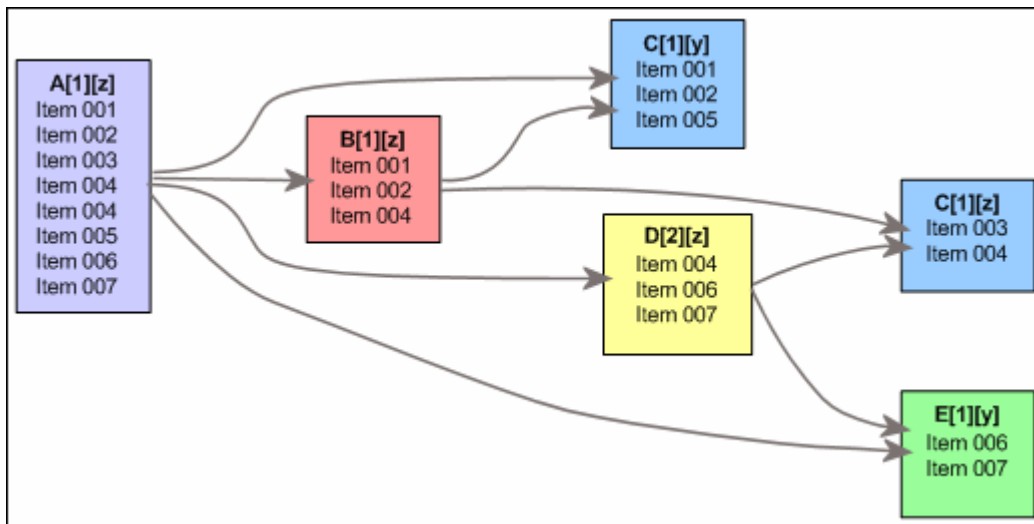 A[1][z]
Item 001
Item 002
Item 003
Item 004
Item 004
Item 005
Item 006
Item 007
B[1][z]
Item 001
Item 002
Item 004
C[1][y]
Item 001
Item 002
Item 005
D[2][z]
Item 004
Item 006
Item 007
C[1][z]
Item 003
Item 004
E[1][y]
Item 006
Item 007